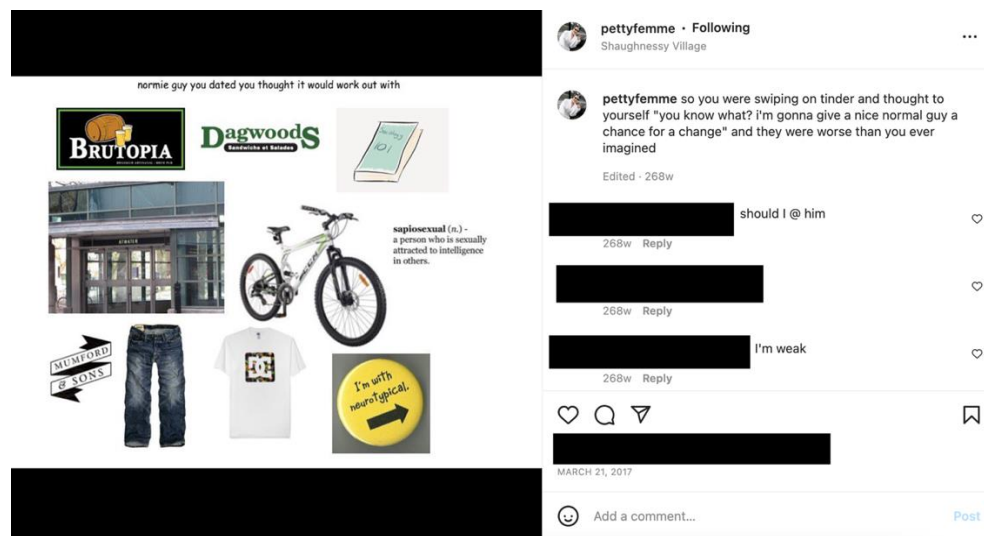 normie guy you dated you thought it would work out with
BRUTOPIA
DAGWOODS
Sandwiches et Salades
101
sapiosexual (n.) -
a person who is sexually
attracted to intelligence
in others.
ATWATER
MUMFORD
& SONS
DC
I'm with
neurotypical.
pettyfemme • Following
Shaughnessy Village
pettyfemme so you were swiping on tinder and thought to
yourself "you know what? i'm gonna give a nice normal guy a
chance for a change" and they were worse than you ever
imagined
Edited · 268w
should I @ him
268w Reply
268w Reply
I'm weak
268w Reply
MARCH 21, 2017
Add a comment...
Post